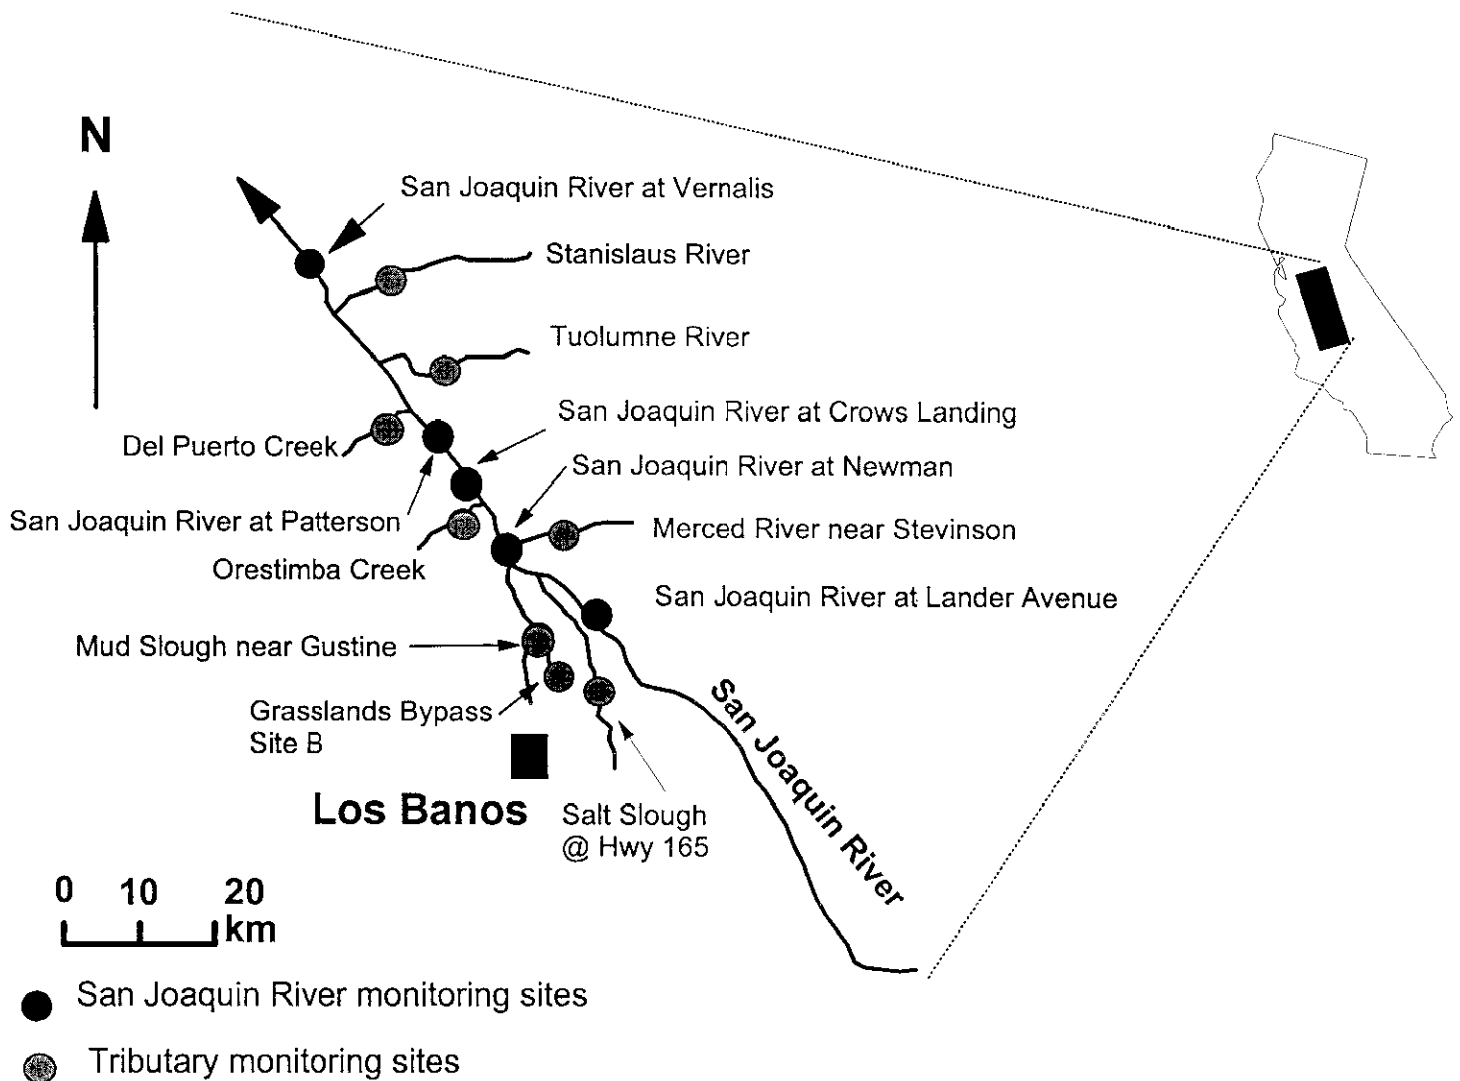 N
San Joaquin River at Vernalis
Stanislaus River
Tuolumne River
San Joaquin River at Crows Landing
Del Puerto Creek
San Joaquin River at Newman
San Joaquin River at Patterson
Merced River near Stevinson
Orestimba Creek
San Joaquin River at Lander Avenue
Mud Slough near Gustine
San Joaquin River
Grasslands Bypass
Site B
Los Banos
Salt Slough
@ Hwy 165
0 10 20
km
San Joaquin River monitoring sites
Tributary monitoring sites